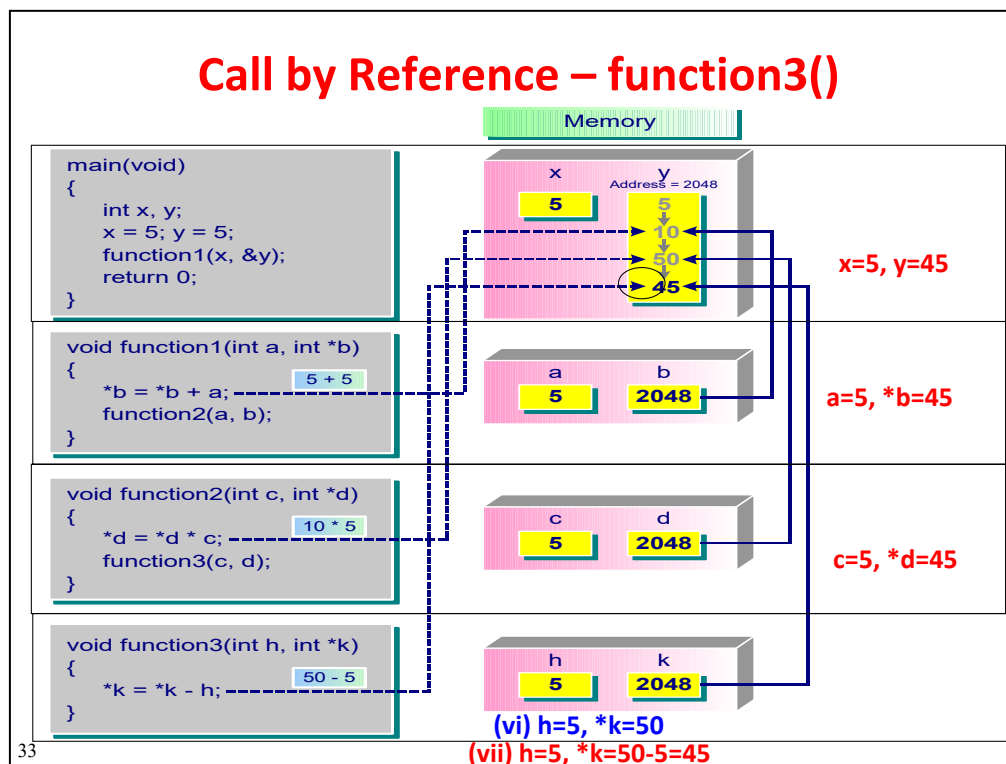 Call by Reference – function3()
Memory
main(void)
{
int x, y;
x = 5; y = 5;
function1(x, &y);
return 0;
}
x
y
Address = 2048
5
5
10
50
45
x=5, y=45
void function1(int a, int *b)
{
*b = *b + a;
5 + 5
function2(a, b);
}
a
b
5
2048
a=5, *b=45
void function2(int c, int *d)
{
*d = *d * c;
10 * 5
function3(c, d);
}
c
d
5
2048
c=5, *d=45
void function3(int h, int *k)
{
*k = *k - h;
50 - 5
}
h
k
5
2048
(vi) h=5, *k=50
(vii) h=5, *k=50-5=45
33